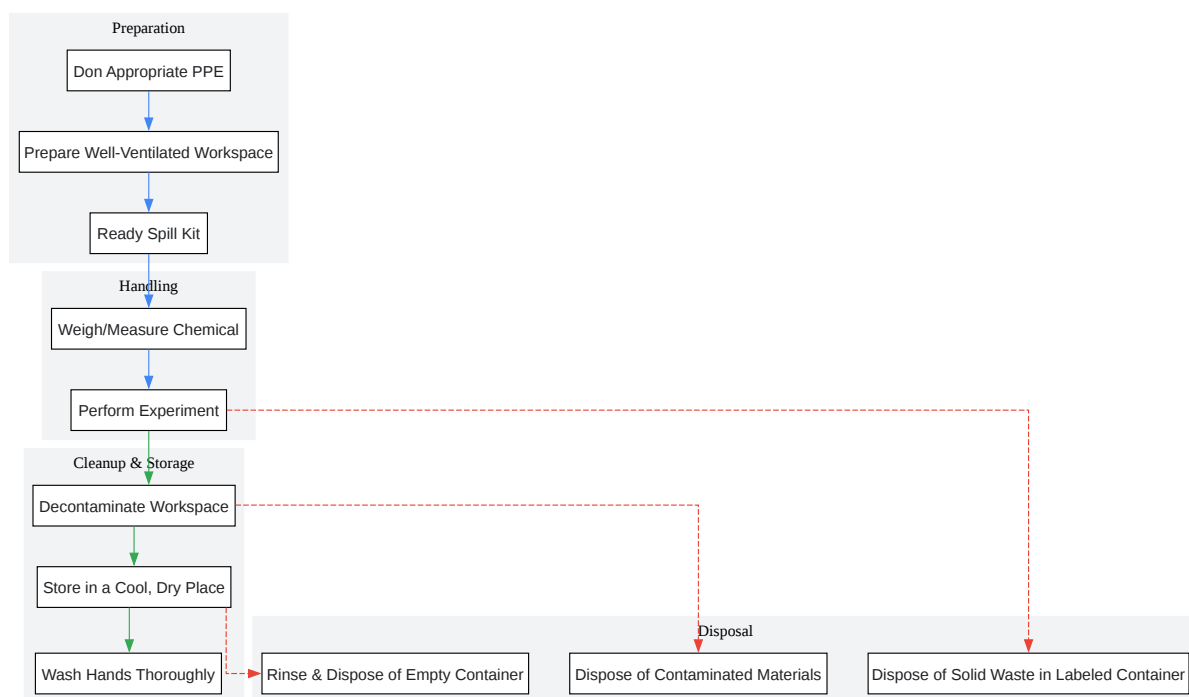 Preparation
Don Appropriate PPE
Prepare Well-Ventilated Workspace
Ready Spill Kit
Handling
Weigh/Measure Chemical
Perform Experiment
Cleanup & Storage
Decontaminate Workspace
Store in a Cool, Dry Place
Wash Hands Thoroughly
Disposal
Rinse & Dispose of Empty Container
Dispose of Contaminated Materials
Dispose of Solid Waste in Labeled Container